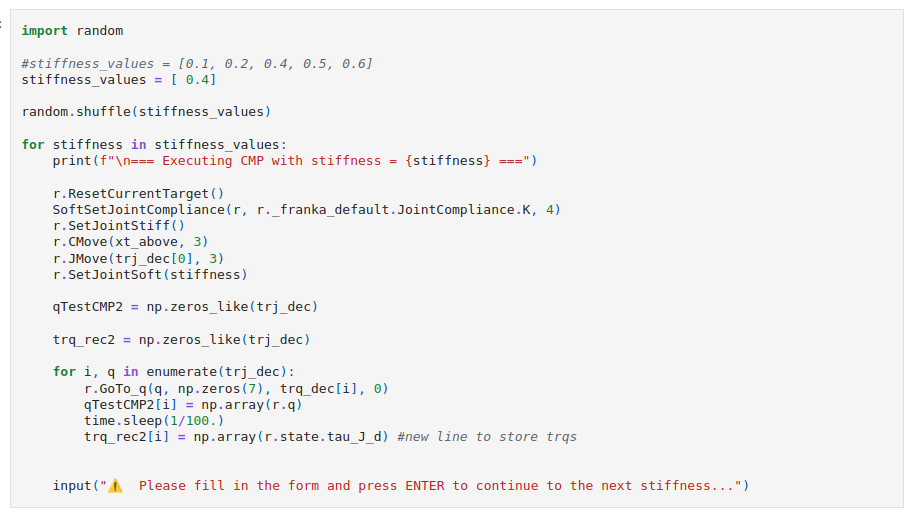 import random
#stiffness_values = [0.1, 0.2, 0.4, 0.5, 0.6]
stiffness_values = [ 0.4]
random.shuffle(stiffness_values)
for stiffness in stiffness_values:
    print(f"\n=== Executing CMP with stiffness = {stiffness} ===")
    r.ResetCurrentTarget()
    SoftSetJointCompliance(r, r._franka_default.JointCompliance.K, 4)
    r.SetJointStiff()
    r.CMove(xt_above, 3)
    r.JMove(trj_dec[0], 3)
    r.SetJointSoft(stiffness)
    qTestCMP2 = np.zeros_like(trj_dec)
    trq_rec2 = np.zeros_like(trj_dec)
    for i, q in enumerate(trj_dec):
        r.GoTo_q(q, np.zeros(7), trq_dec[i], 0)
        qTestCMP2[i] = np.array(r.q)
        time.sleep(1/100.)
        trq_rec2[i] = np.array(r.state.tau_J_d) #new line to store trqs
    input("⚠️  Please fill in the form and press ENTER to continue to the next stiffness...")